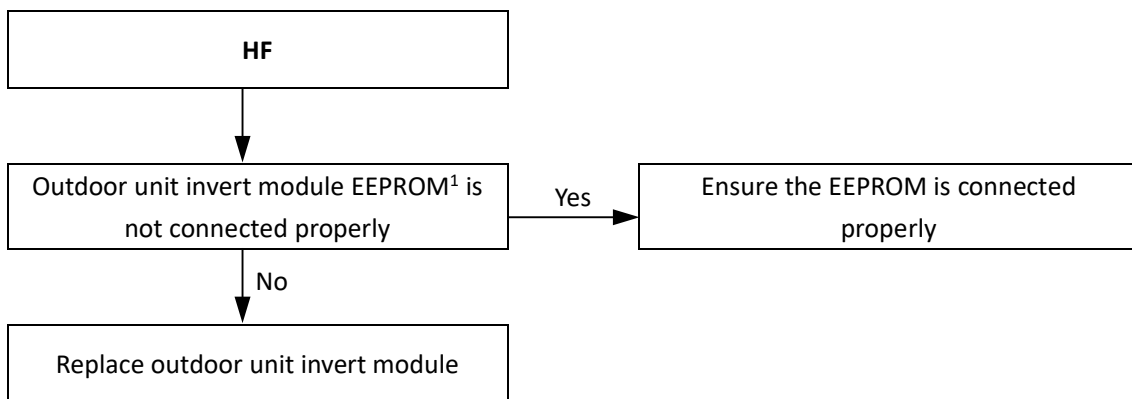 HF
Outdoor unit invert module EEPROM¹ is
not connected properly
Yes
Ensure the EEPROM is connected
properly
No
Replace outdoor unit invert module